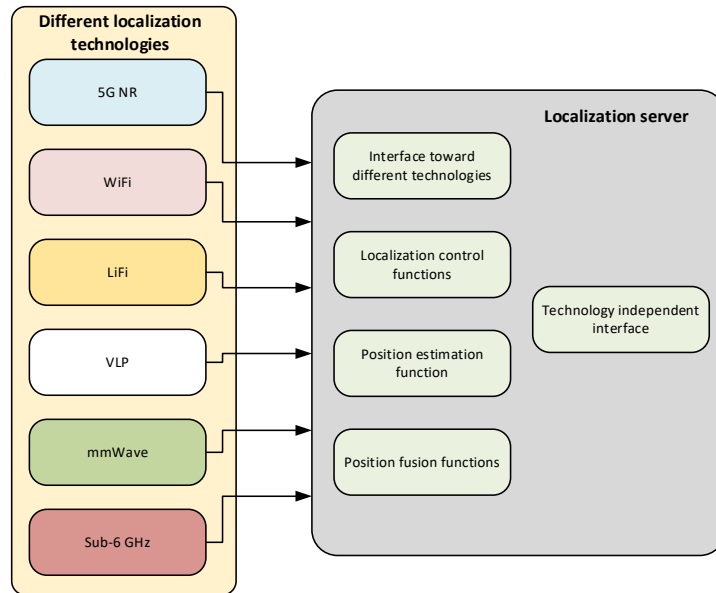 Different localization
technologies
5G NR
WiFi
LiFi
VLP
mmWave
Sub-6 GHz
Localization server
Interface toward
different technologies
Localization control
functions
Position estimation
function
Position fusion functions
Technology independent
interface